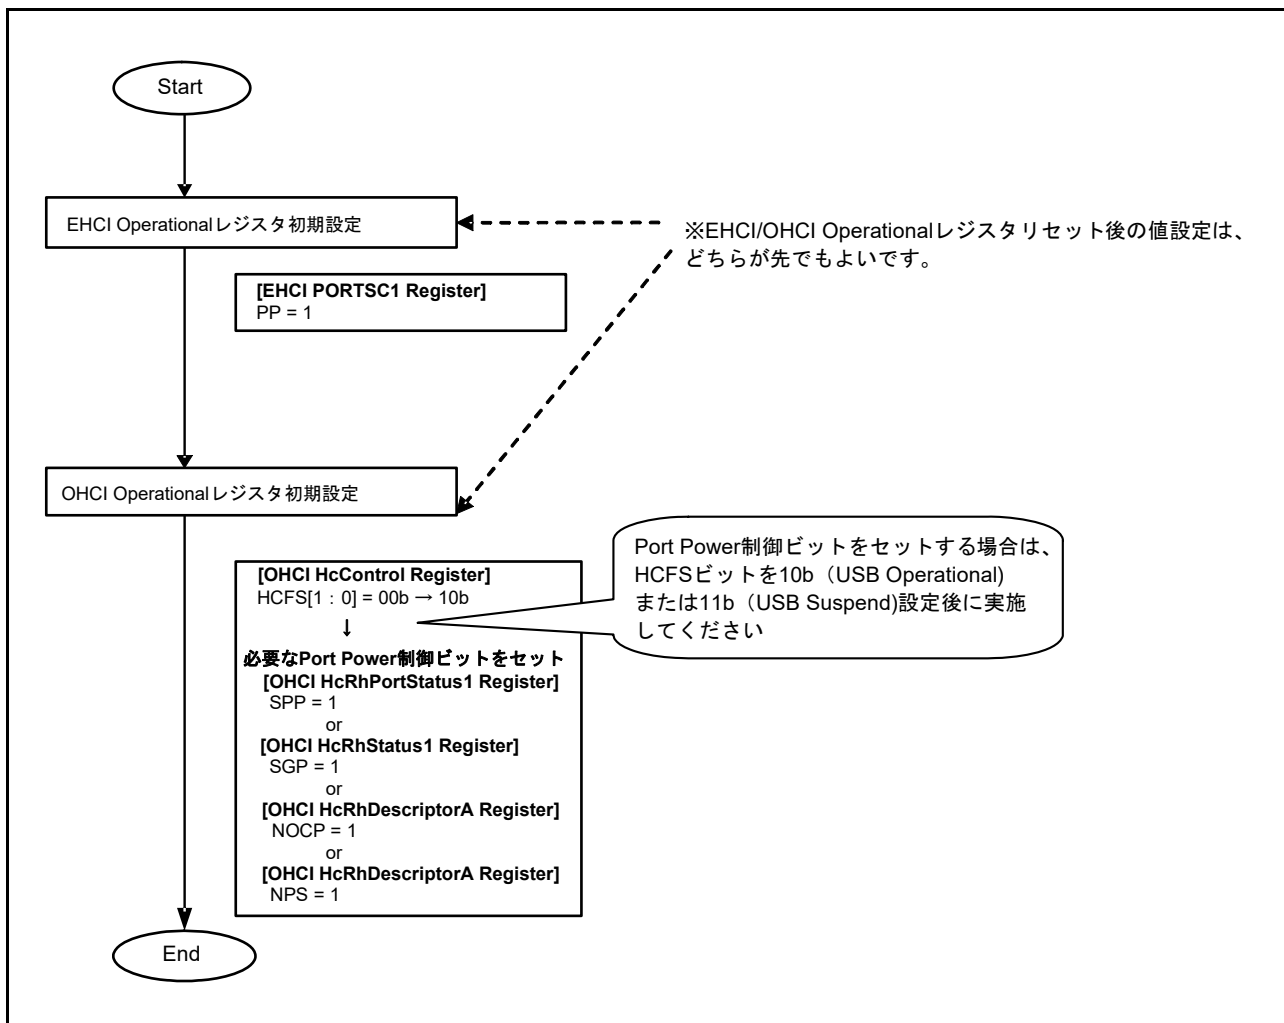 Start
EHCI Operationalレジスタ初期設定
※EHCI/OHCI Operationalレジスタリセット後の値設定は、
どちらが先でもよいです。
[EHCI PORTSC1 Register]
PP = 1
OHCI Operationalレジスタ初期設定
Port Power制御ビットをセットする場合は、
HCFSビットを10b（USB Operational)
または11b（USB Suspend)設定後に実施
してください
[OHCI HcControl Register]
HCFS[1：0] = 00b → 10b
↓
必要なPort Power制御ビットをセット
[OHCI HcRhPortStatus1 Register]
SPP = 1
or
[OHCI HcRhStatus1 Register]
SGP = 1
or
[OHCI HcRhDescriptorA Register]
NOCP = 1
or
[OHCI HcRhDescriptorA Register]
NPS = 1
End